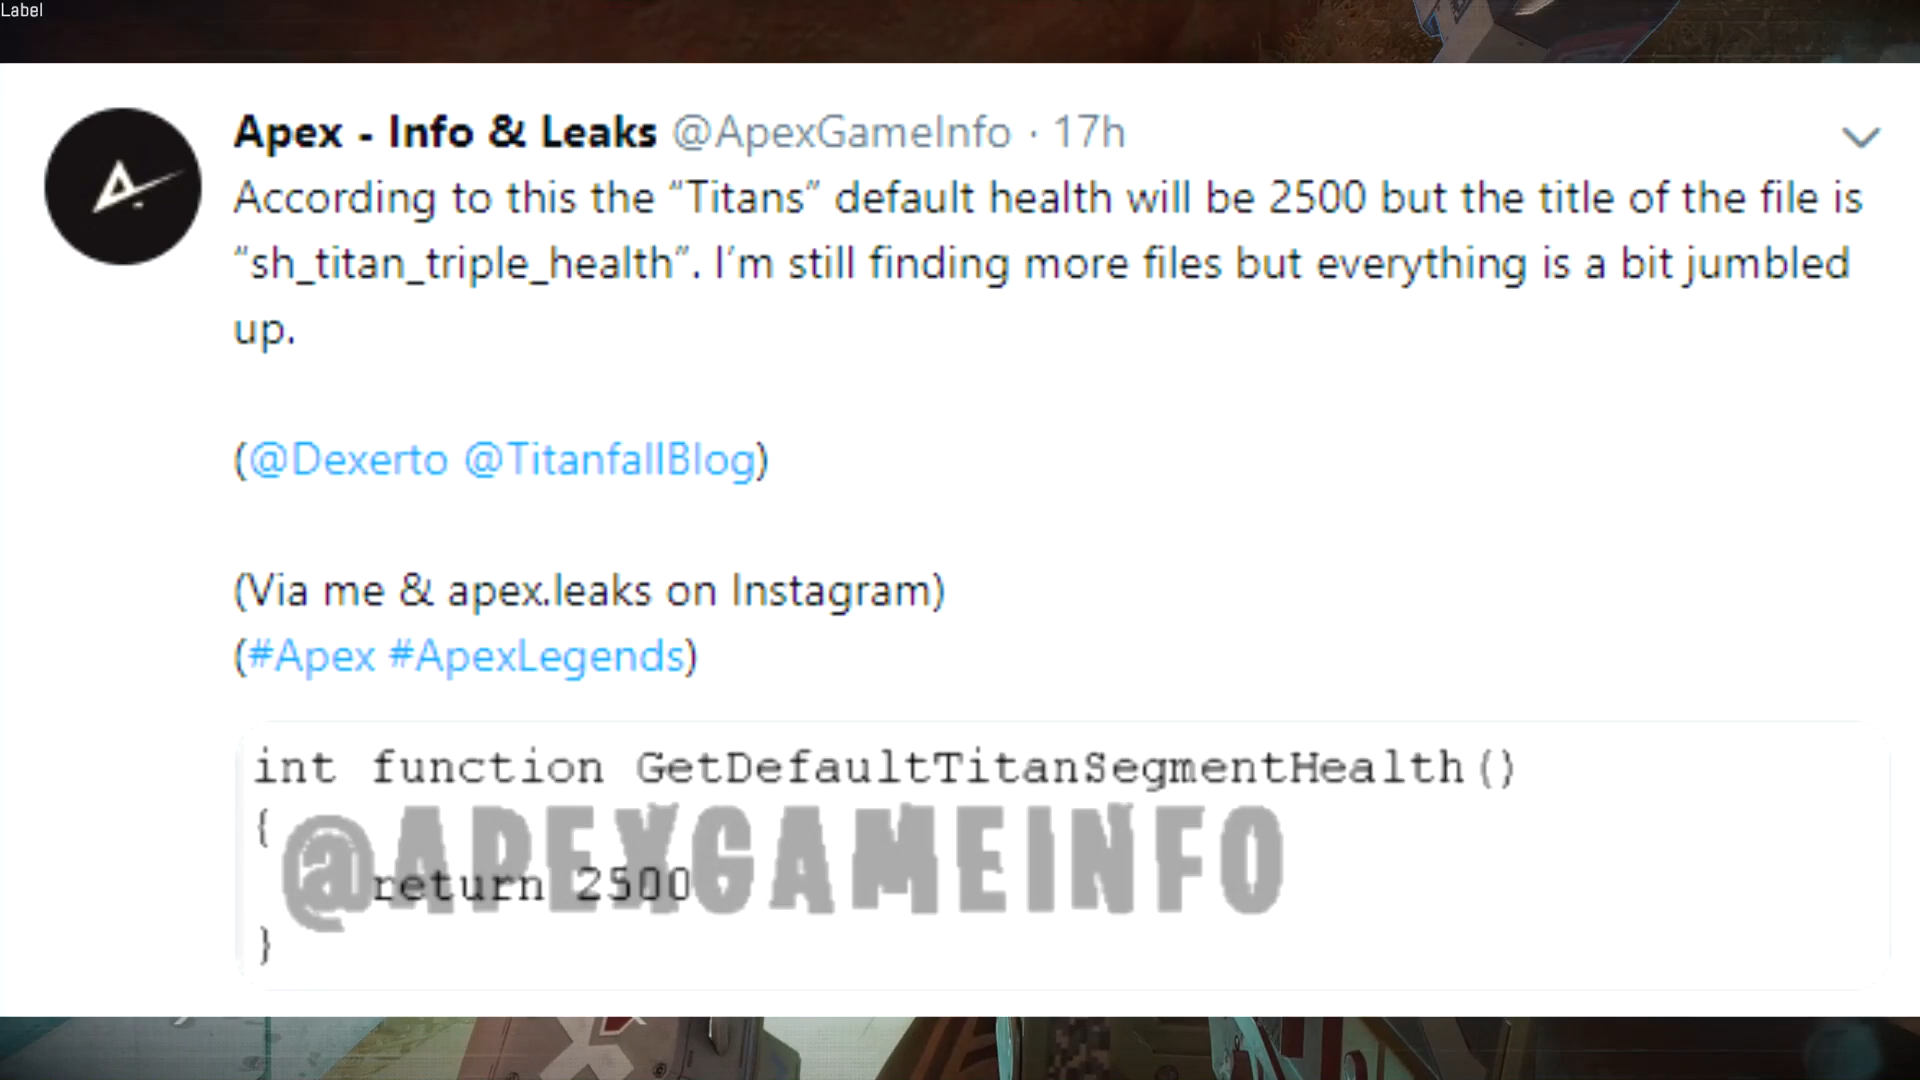 Label
Apex - Info & Leaks @ApexGameInfo · 17h
According to this the “Titans” default health will be 2500 but the title of the file is
“sh_titan_triple_health”. I’m still finding more files but everything is a bit jumbled
up.
(@Dexerto @TitanfallBlog)
(Via me & apex.leaks on Instagram)
(#Apex #ApexLegends)
int function GetDefaultTitanSegmentHealth()
{
@APEXGAMEINFO
return 2500
}